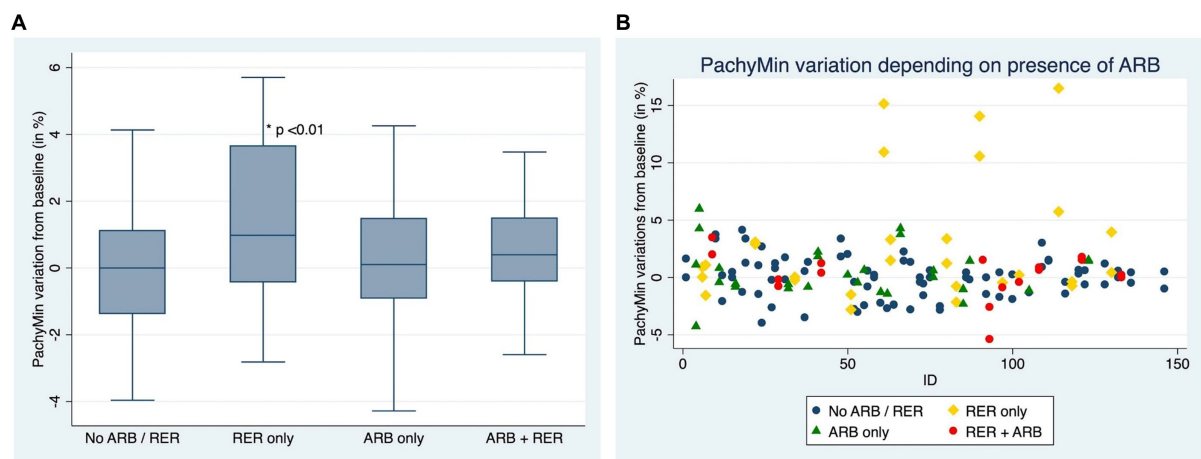 A
PachyMin variation from baseline (in %)
6
4
2
0
-2
-4
* p <0.01
No ARB / RER
RER only
ARB only
ARB + RER
B
PachyMin variation depending on presence of ARB
PachyMin variations from baseline (in %)
15
10
5
0
-5
0
50
100
150
ID
No ARB / RER
RER only
ARB only
RER + ARB